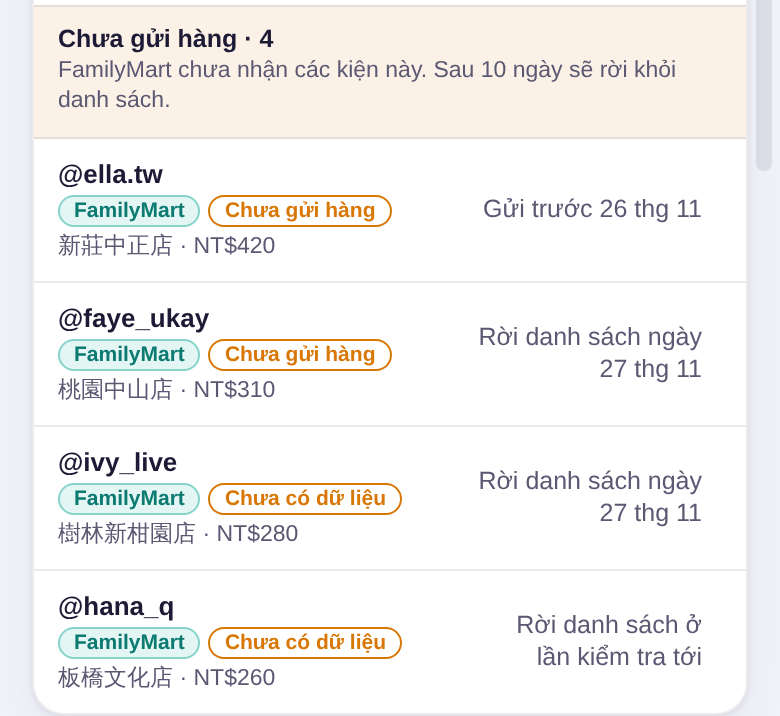 Chưa gửi hàng · 4
FamilyMart chưa nhận các kiện này. Sau 10 ngày sẽ rời khỏi
danh sách.
@ella.tw
FamilyMart Chưa gửi hàng
新莊中正店 · NT$420
Gửi trước 26 thg 11
@faye_ukay
FamilyMart Chưa gửi hàng
桃園中山店 · NT$310
Rời danh sách ngày
27 thg 11
@ivy_live
FamilyMart Chưa có dữ liệu
樹林新柑園店 · NT$280
Rời danh sách ngày
27 thg 11
@hana_q
FamilyMart Chưa có dữ liệu
板橋文化店 · NT$260
Rời danh sách ở
lần kiểm tra tới